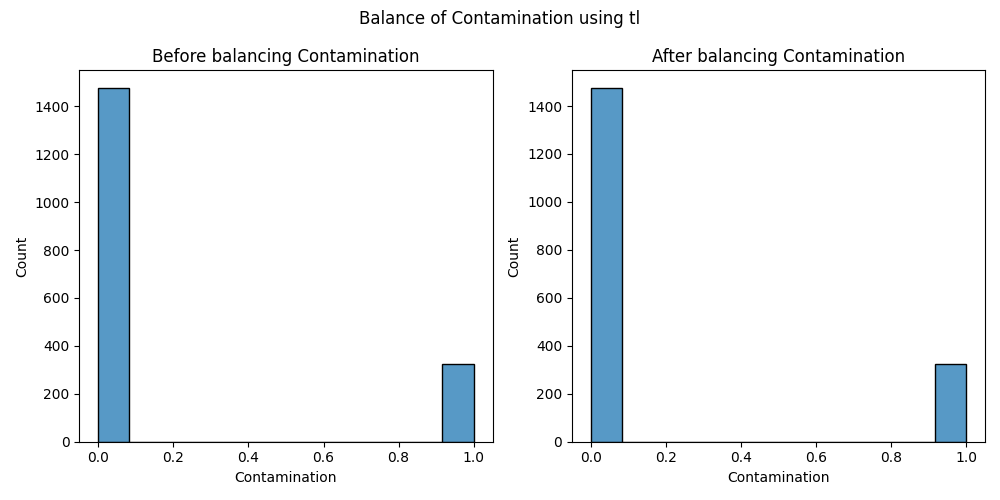 Balance of Contamination using tl
Before balancing Contamination
1400
1200
1000
800
600
400
200
0
Count
0.0 0.2 0.4 0.6 0.8 1.0
Contamination
After balancing Contamination
1400
1200
1000
800
600
400
200
0
Count
0.0 0.2 0.4 0.6 0.8 1.0
Contamination